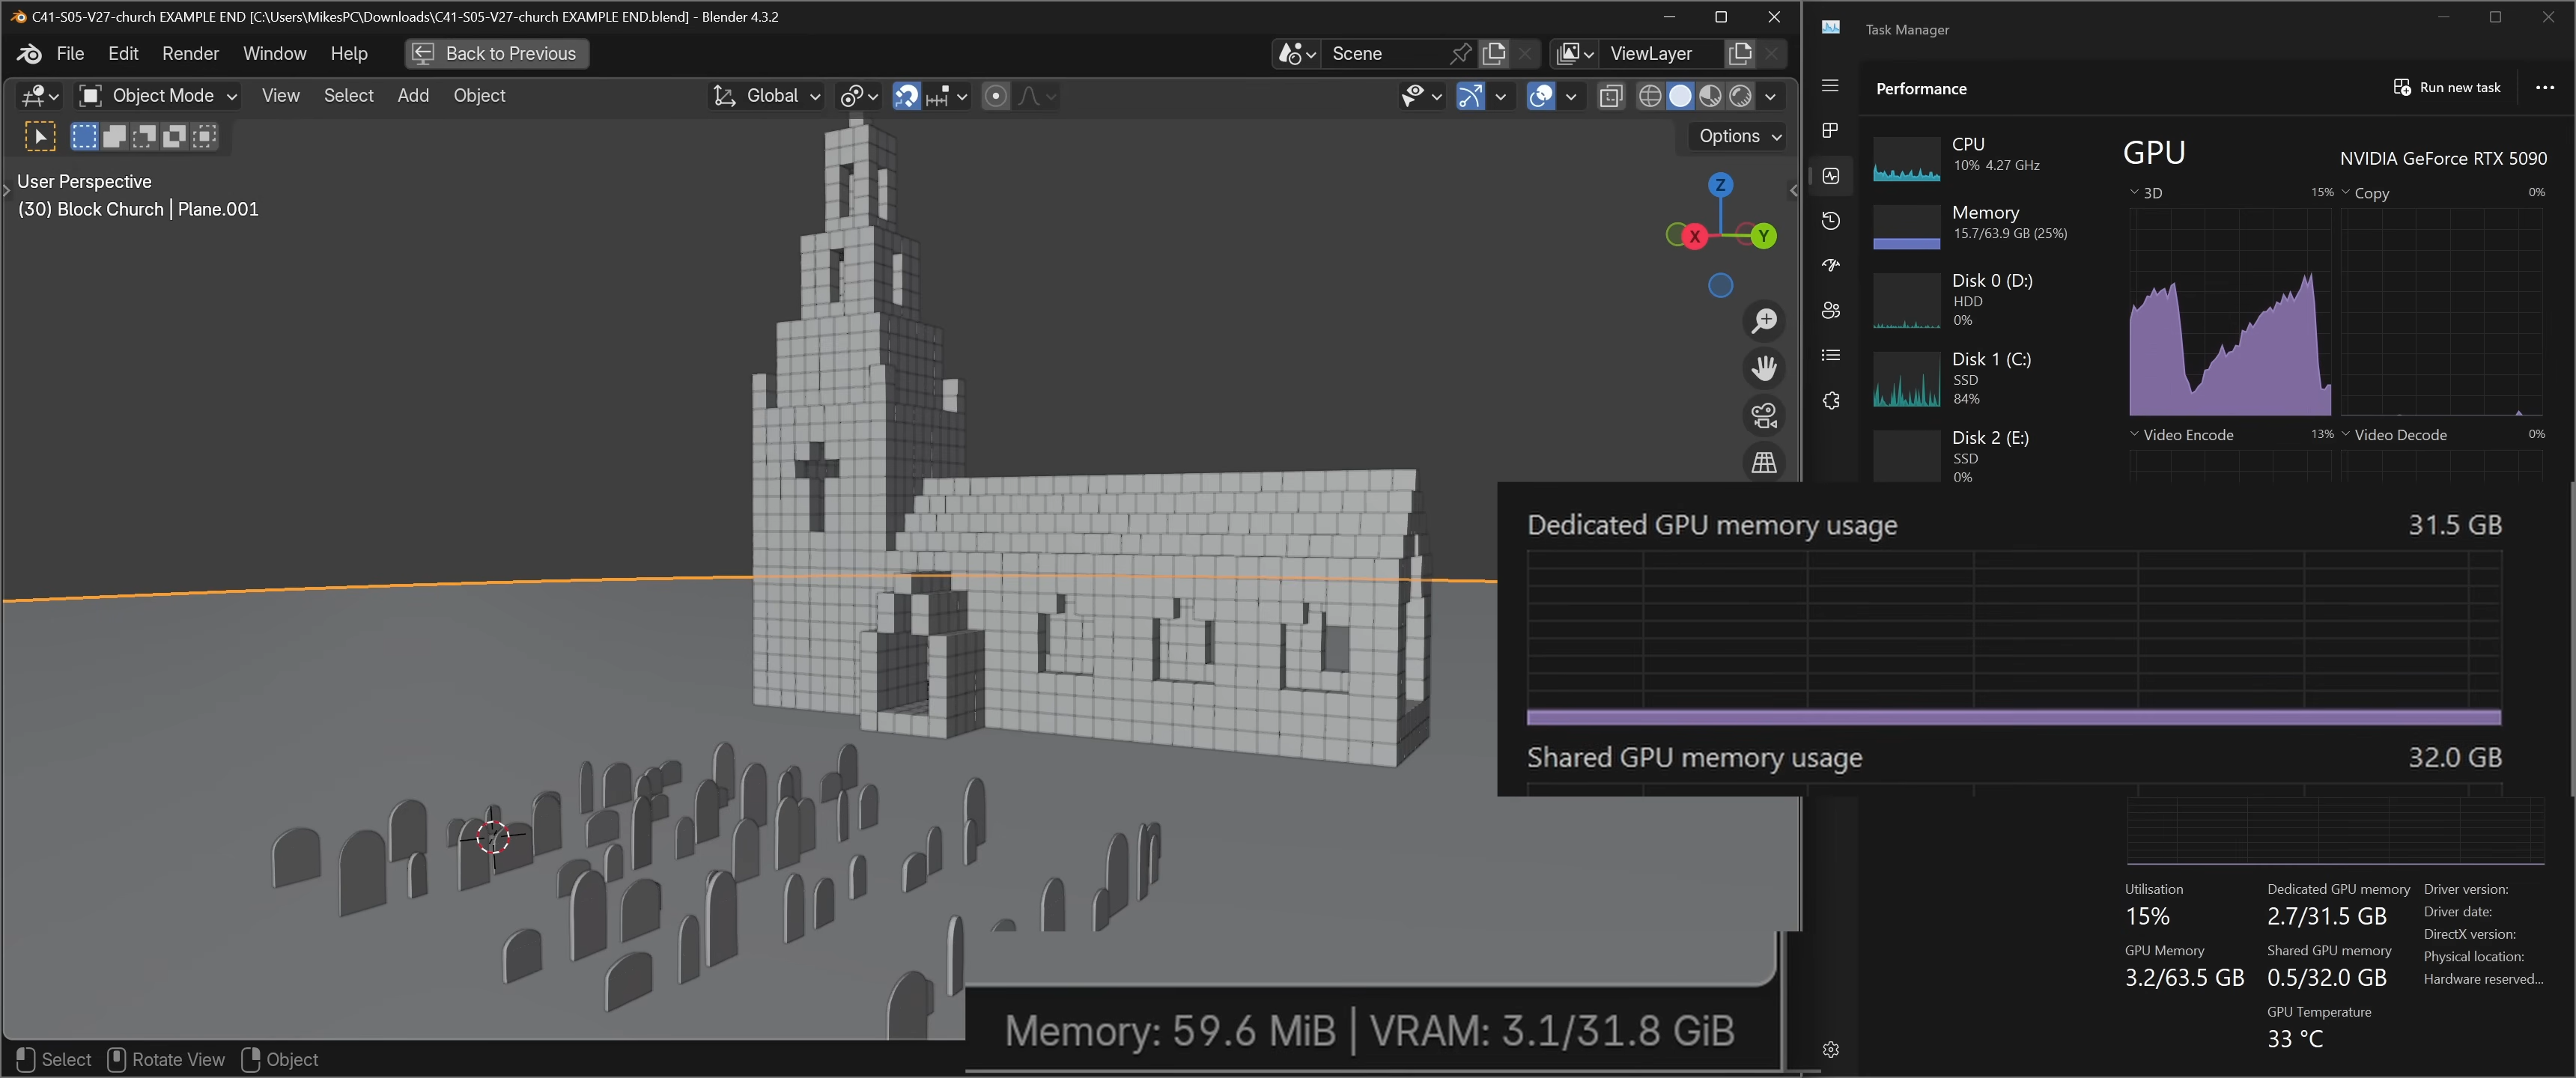 C41-S05-V27-church EXAMPLE END [C:\Users\MikesPC\Downloads\C41-S05-V27-church EXAMPLE END.blend] - Blender 4.3.2
File Edit Render Window Help Back to Previous
Scene ViewLayer
Object Mode View Select Add Object
Global
Options
User Perspective
(30) Block Church | Plane.001
Z
X
Y
Select Rotate View Object
Memory: 59.6 MiB | VRAM: 3.1/31.8 GiB
Task Manager
Performance
Run new task
CPU
10% 4.27 GHz
Memory
15.7/63.9 GB (25%)
Disk 0 (D:)
HDD
0%
Disk 1 (C:)
SSD
84%
Disk 2 (E:)
SSD
0%
GPU
NVIDIA GeForce RTX 5090
3D 15%
Copy 0%
Video Encode 13%
Video Decode 0%
Dedicated GPU memory usage 31.5 GB
Shared GPU memory usage 32.0 GB
Utilisation
15%
Dedicated GPU memory
2.7/31.5 GB
GPU Memory
3.2/63.5 GB
Shared GPU memory
0.5/32.0 GB
GPU Temperature
33 °C
Driver version:
Driver date:
DirectX version:
Physical location:
Hardware reserved...